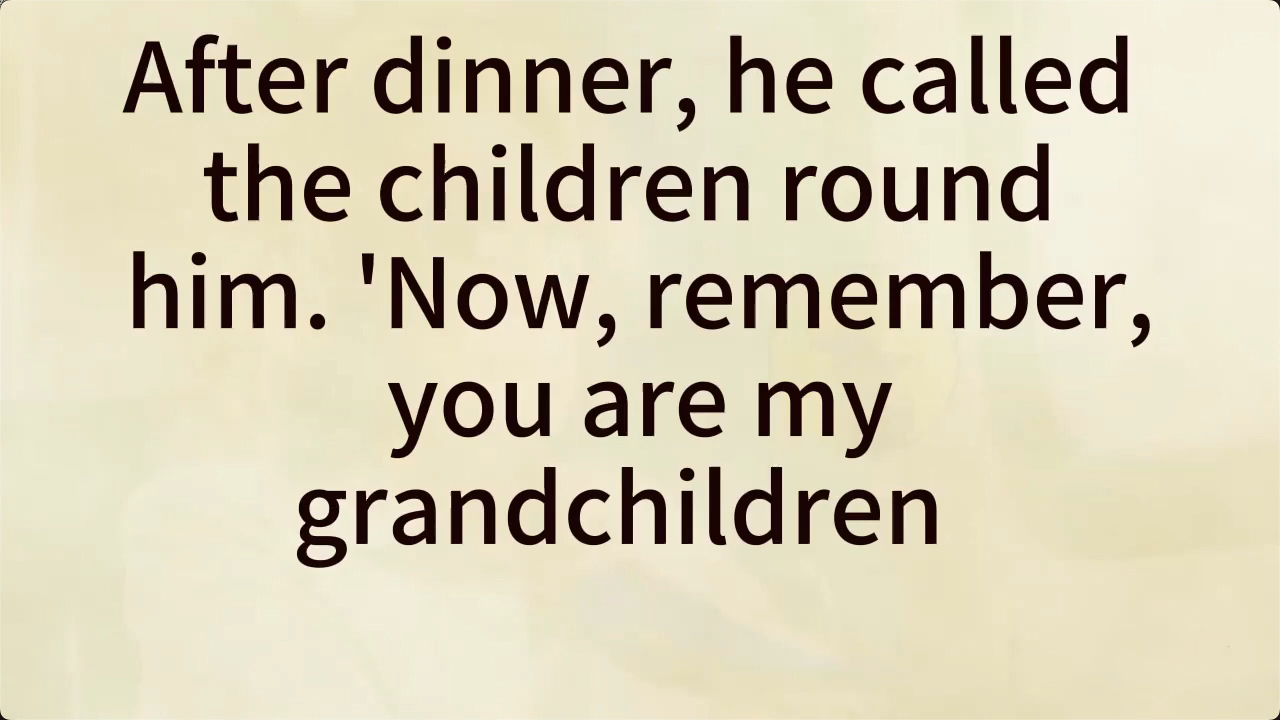 After dinner, he called
the children round
him. 'Now, remember,
you are my
grandchildren